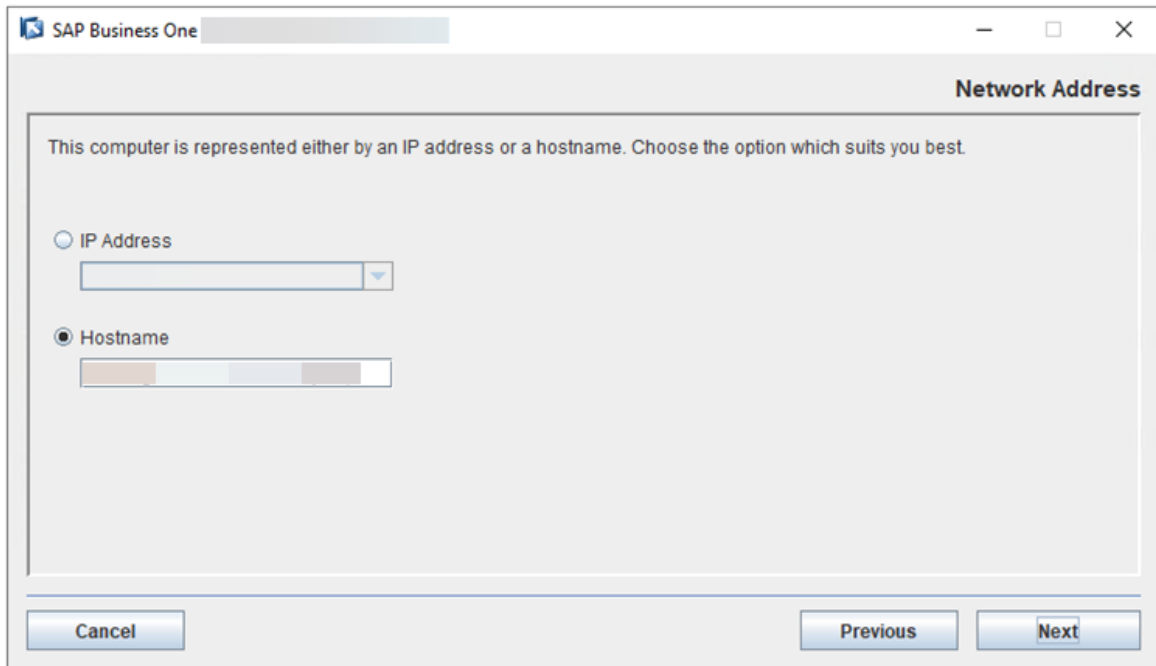 SAP Business One
Network Address
This computer is represented either by an IP address or a hostname. Choose the option which suits you best.
IP Address
Hostname
Cancel
Previous
Next